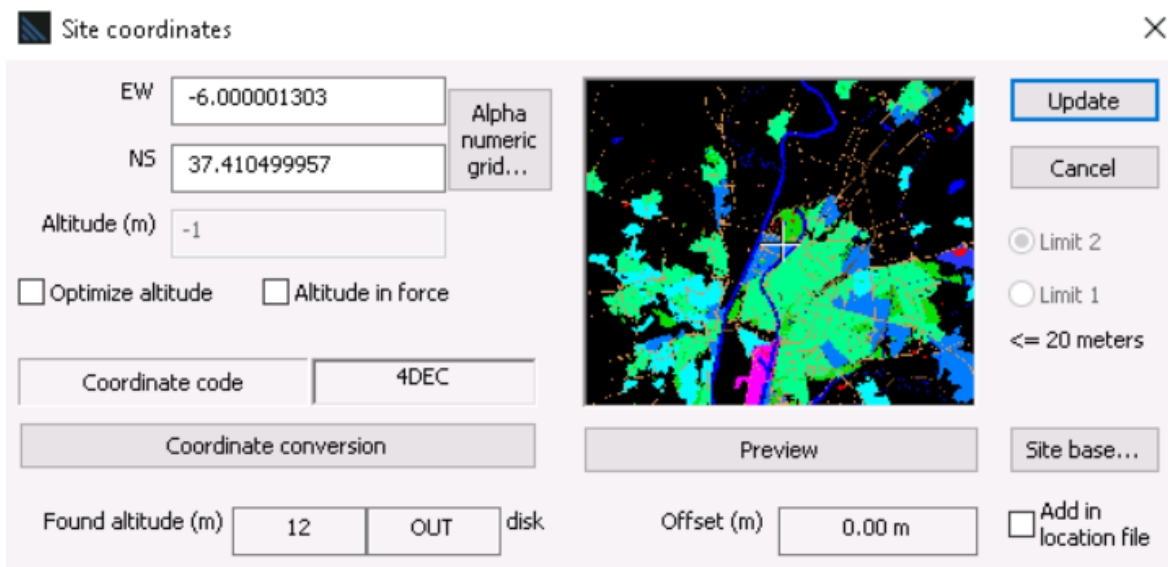 Site coordinates
EW
-6.000001303
NS
37.410499957
Alpha
numeric
grid...
Altitude (m)
-1
Optimize altitude
Altitude in force
Coordinate code
4DEC
Coordinate conversion
Found altitude (m)
12
OUT
disk
Preview
Offset (m)
0.00 m
Update
Cancel
Limit 2
Limit 1
<= 20 meters
Site base...
Add in
location file